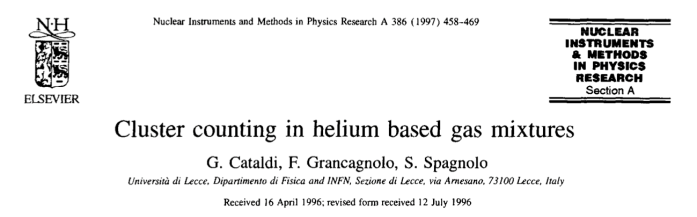 N·H
ELSEVIER
Nuclear Instruments and Methods in Physics Research A 386 (1997) 458–469
NUCLEAR
INSTRUMENTS
& METHODS
IN PHYSICS
RESEARCH
Section A
Cluster counting in helium based gas mixtures
G. Cataldi, F. Grancagnolo, S. Spagnolo
Università di Lecce, Dipartimento di Fisica and INFN, Sezione di Lecce, via Arnesano, 73100 Lecce, Italy
Received 16 April 1996; revised form received 12 July 1996